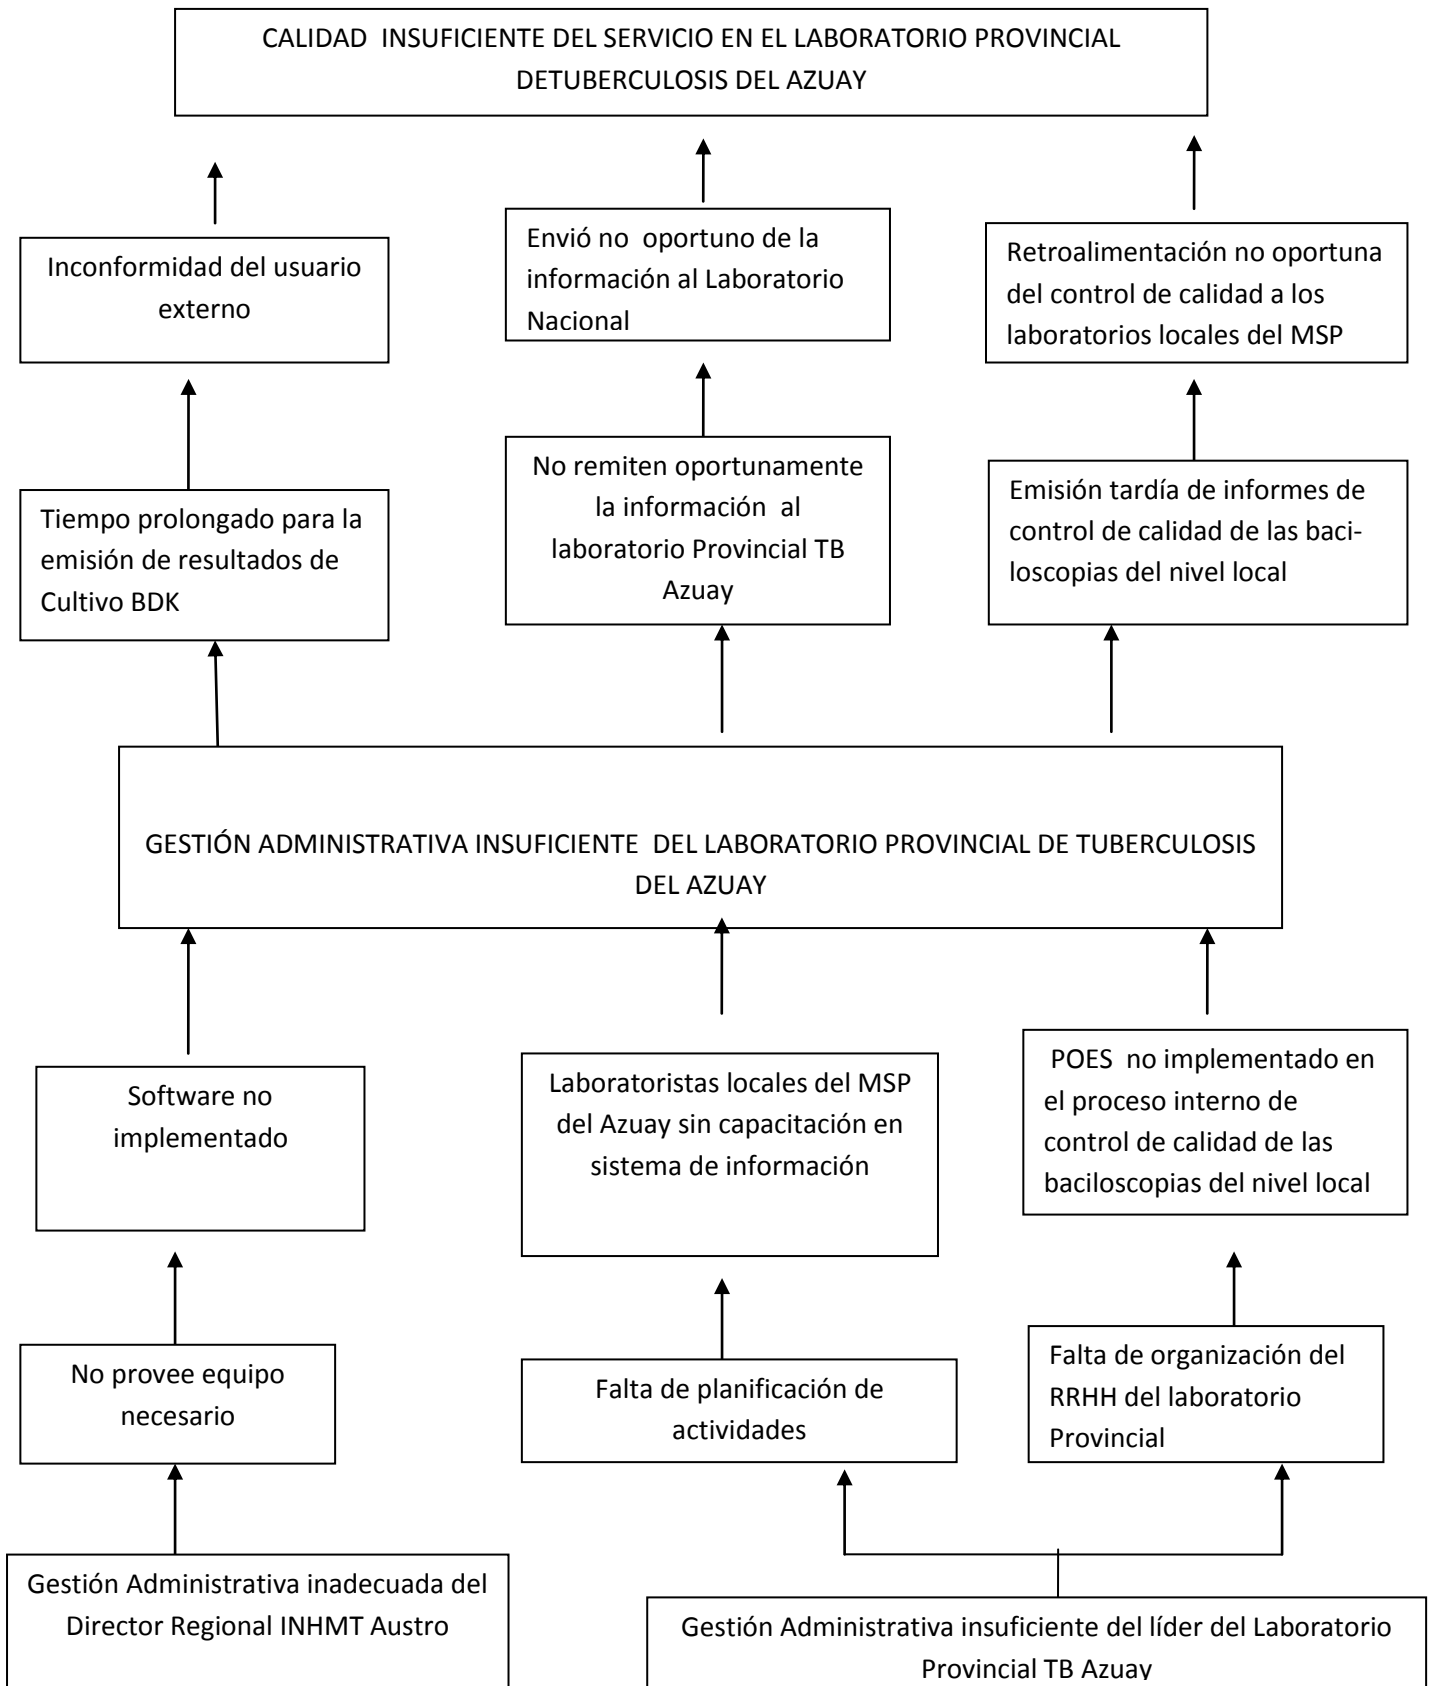 CALIDAD INSUFICIENTE DEL SERVICIO EN EL LABORATORIO PROVINCIAL
DETUBERCULOSIS DEL AZUAY
Inconformidad del usuario
externo
Envió no oportuno de la
información al Laboratorio
Nacional
Retroalimentación no oportuna
del control de calidad a los
laboratorios locales del MSP
Tiempo prolongado para la
emisión de resultados de
Cultivo BDK
No remiten oportunamente
la información al
laboratorio Provincial TB
Azuay
Emisión tardía de informes de
control de calidad de las baci-
loscopias del nivel local
GESTIÓN ADMINISTRATIVA INSUFICIENTE DEL LABORATORIO PROVINCIAL DE TUBERCULOSIS
DEL AZUAY
Software no
implementado
Laboratoristas locales del MSP
del Azuay sin capacitación en
sistema de información
POES no implementado en
el proceso interno de
control de calidad de las
baciloscopias del nivel local
No provee equipo
necesario
Falta de planificación de
actividades
Falta de organización del
RRHH del laboratorio
Provincial
Gestión Administrativa inadecuada del
Director Regional INHMT Austro
Gestión Administrativa insuficiente del líder del Laboratorio
Provincial TB Azuay